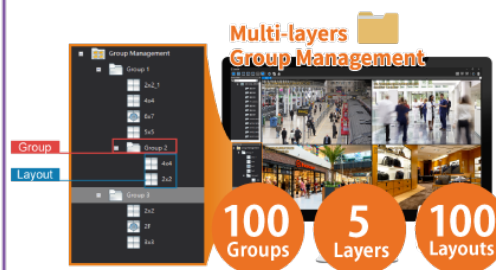 Multi-layers
Group Management
Group Management
Group 1
2x2_1
4x4
6x7
5x5
Group
Group 2
4x4
Layout
2x2
Group 3
2x2
2F
3x3
100
Groups
5
Layers
100
Layouts